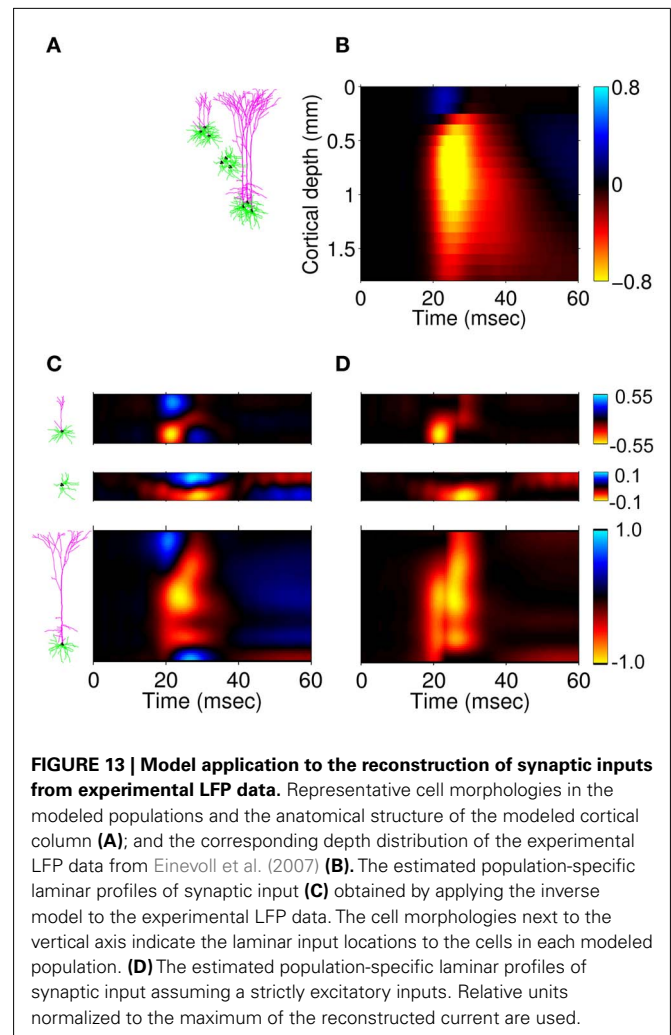 A
B
0
0.5
1
1.5
Cortical depth (mm)
0.8
0
−0.8
0 20 40 60
Time (msec)
C
D
0.55
-0.55
0.1
-0.1
1.0
-1.0
0 20 40 60
Time (msec)
0 20 40 60
Time (msec)
FIGURE 13 | Model application to the reconstruction of synaptic inputs
from experimental LFP data. Representative cell morphologies in the
modeled populations and the anatomical structure of the modeled cortical
column (A); and the corresponding depth distribution of the experimental
LFP data from Einevoll et al. (2007) (B). The estimated population-specific
laminar profiles of synaptic input (C) obtained by applying the inverse
model to the experimental LFP data. The cell morphologies next to the
vertical axis indicate the laminar input locations to the cells in each modeled
population. (D) The estimated population-specific laminar profiles of
synaptic input assuming a strictly excitatory inputs. Relative units
normalized to the maximum of the reconstructed current are used.